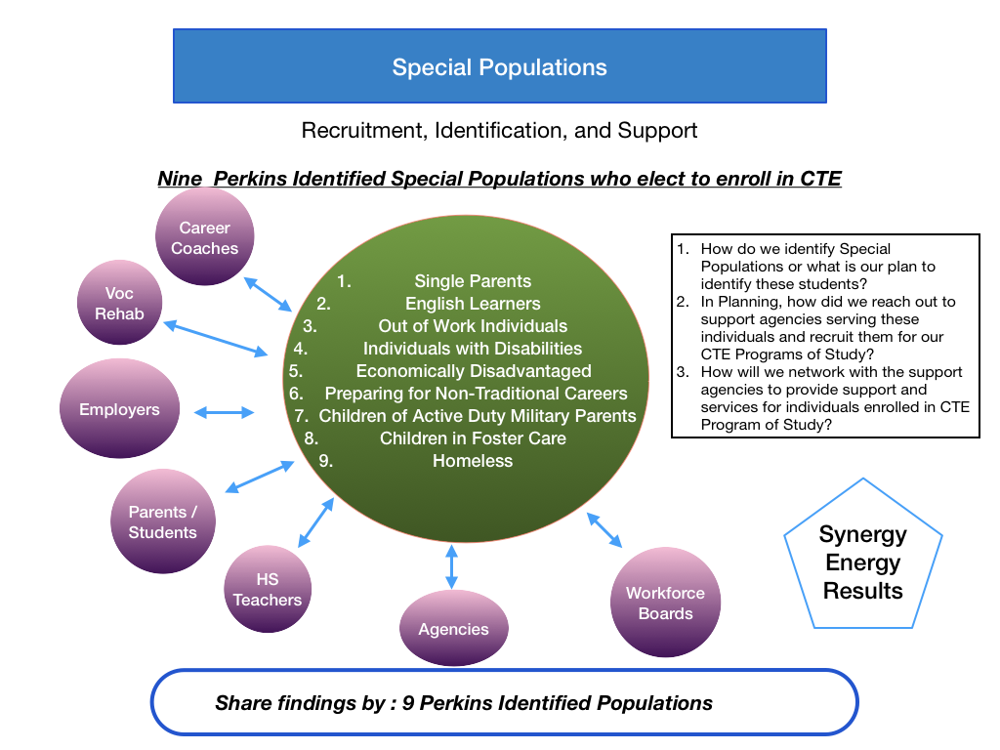 Special Populations
Recruitment, Identification, and Support
Nine  Perkins Identified Special Populations who elect to enroll in CTE
Career
Coaches
Voc
Rehab
Employers
Parents /
Students
HS
Teachers
Agencies
Workforce
Boards
1. Single Parents
2. English Learners
3. Out of Work Individuals
4. Individuals with Disabilities
5. Economically Disadvantaged
6. Preparing for Non-Traditional Careers
7. Children of Active Duty Military Parents
8. Children in Foster Care
9. Homeless
1. How do we identify Special
Populations or what is our plan to
identify these students?
2. In Planning, how did we reach out to
support agencies serving these
individuals and recruit them for our
CTE Programs of Study?
3. How will we network with the support
agencies to provide support and
services for individuals enrolled in CTE
Program of Study?
Synergy
Energy
Results
Share findings by : 9 Perkins Identified Populations